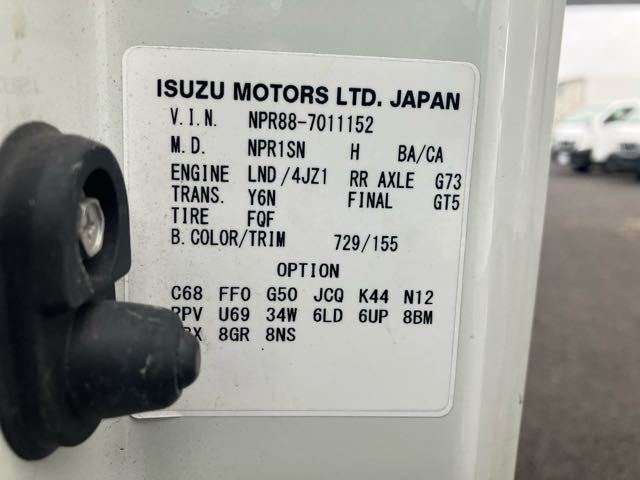 ISUZU MOTORS LTD. JAPAN
V.I.N. NPR88-7011152
M.D. NPR1SN H BA/CA
ENGINE LND/4JZ1 RR AXLE G73
TRANS. Y6N FINAL GT5
TIRE FQF
B.COLOR/TRIM 729/155
OPTION
C68 FF0 G50 JCQ K44 N12
RPV U69 34W 6LD 6UP 8BM
8GR 8NS